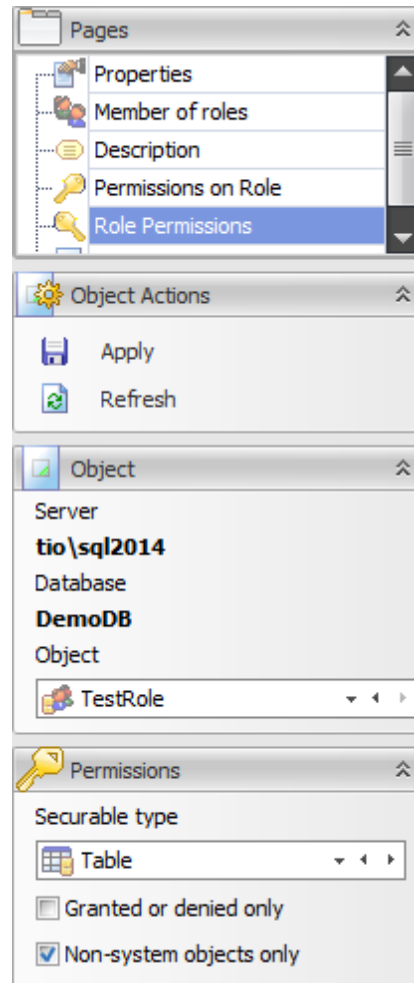 Pages
Properties
Member of roles
Description
Permissions on Role
Role Permissions
Object Actions
Apply
Refresh
Object
Server
tio\sql2014
Database
DemoDB
Object
TestRole
Permissions
Securable type
Table
Granted or denied only
Non-system objects only